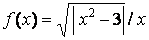 f(x) = √|x² − 3| / x